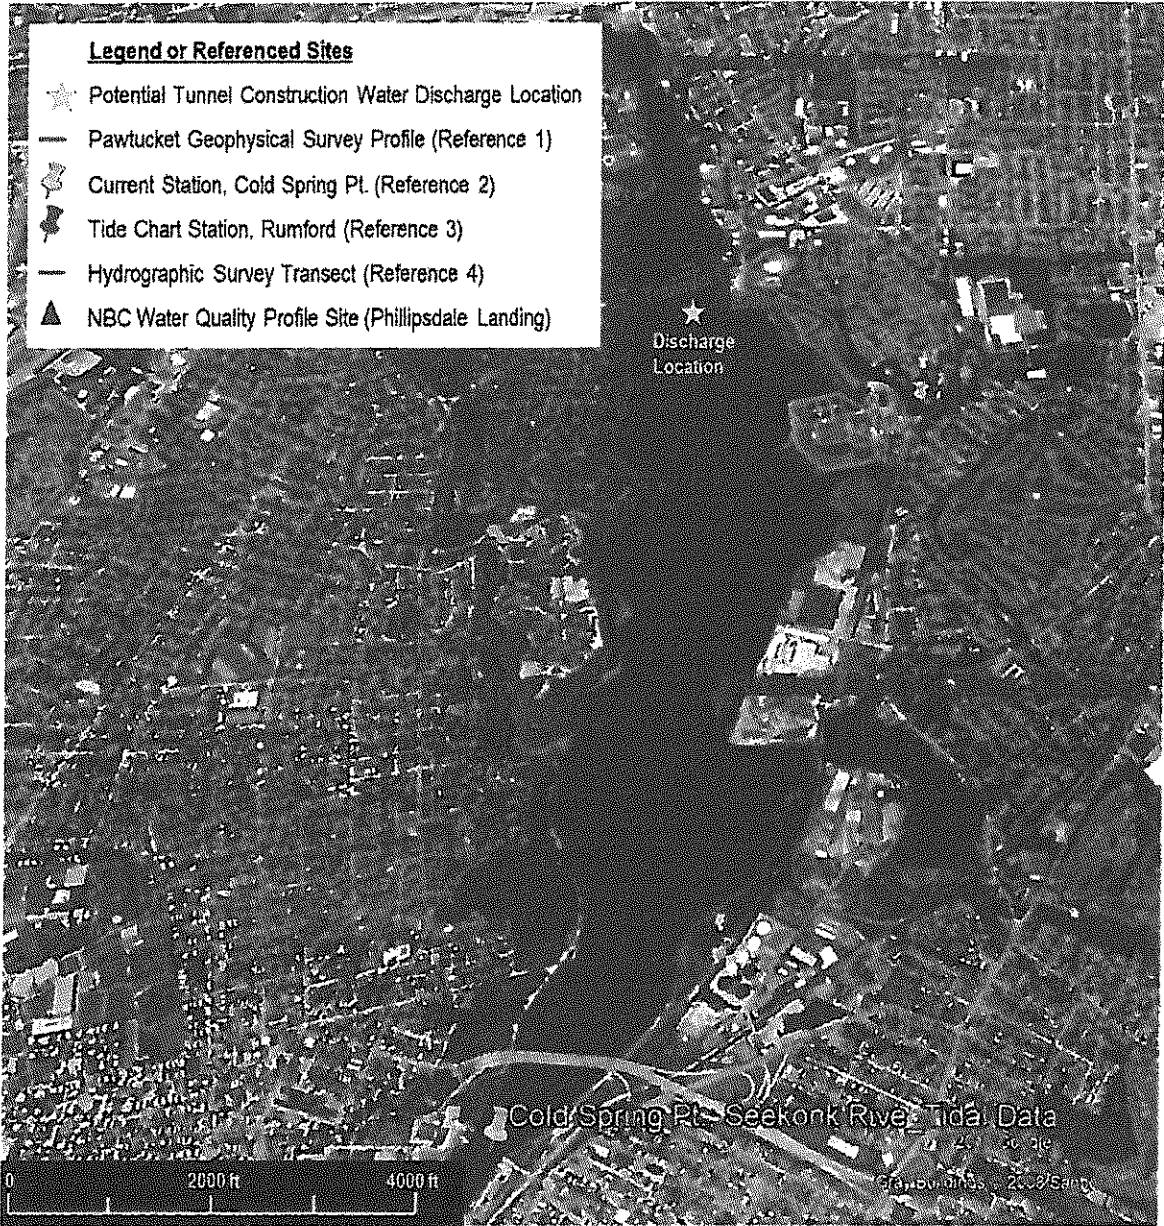 Legend or Referenced Sites
Potential Tunnel Construction Water Discharge Location
Pawtucket Geophysical Survey Profile (Reference 1)
Current Station, Cold Spring Pt. (Reference 2)
Tide Chart Station, Rumford (Reference 3)
Hydrographic Survey Transect (Reference 4)
NBC Water Quality Profile Site (Phillipsdale Landing)
Discharge
Location
Cold Spring Pt. - Seekonk River_Tidal Data
0
2000 ft
4000 ft